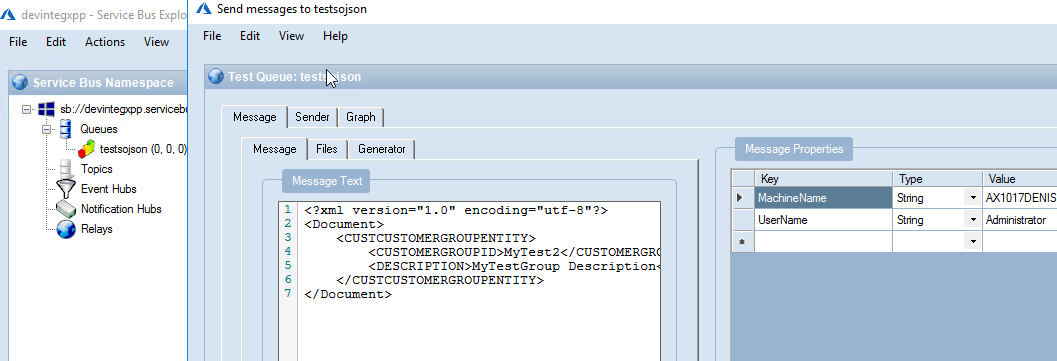 devintegxpp - Service Bus Explo
File Edit Actions View
Service Bus Namespace
sb://devintegxpp.servicebu
Queues
testsojson (0, 0, 0)
Topics
Event Hubs
Notification Hubs
Relays
Send messages to testsojson
File Edit View Help
Test Queue: testsojson
Message Sender Graph
Message Files Generator
Message Text
1 <?xml version="1.0" encoding="utf-8"?>
2 <Document>
3 <CUSTCUSTOMERGROUPENTITY>
4 <CUSTOMERGROUPID>MyTest2</CUSTOMERGRO
5 <DESCRIPTION>MyTestGroup Description<
6 </CUSTCUSTOMERGROUPENTITY>
7 </Document>
Message Properties
Key Type Value
MachineName String AX1017DENIS
UserName String Administrator